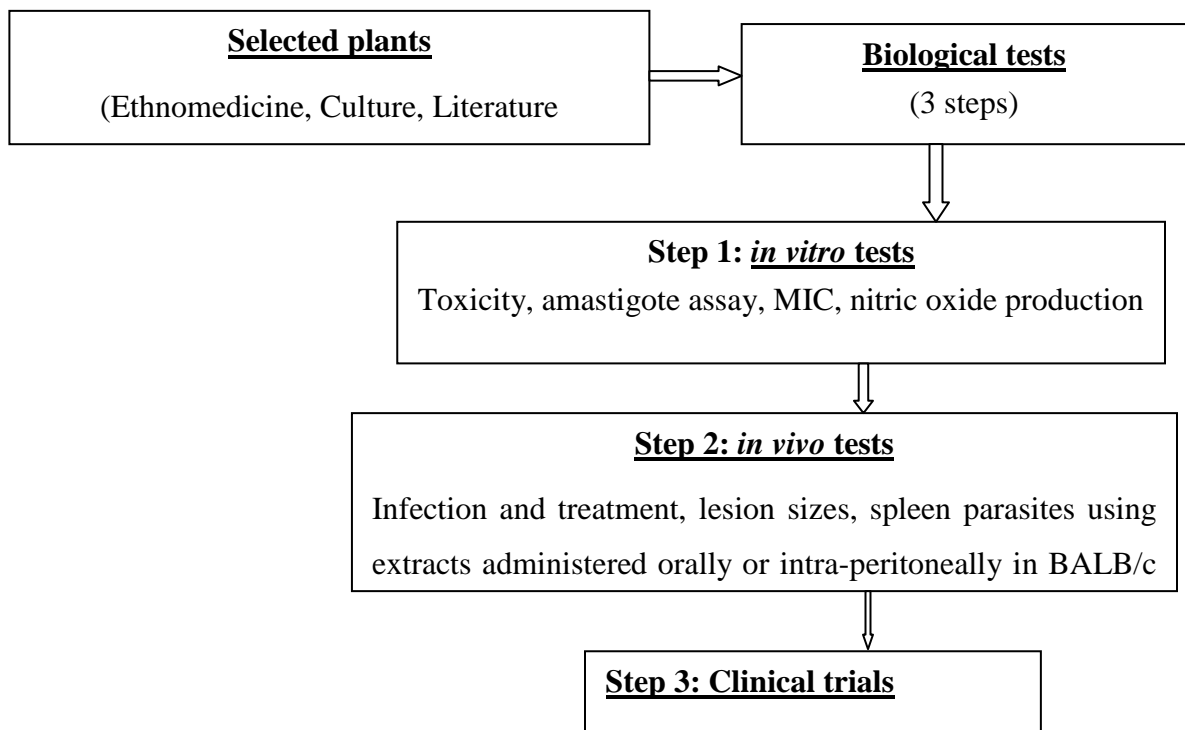 Selected plants
(Ethnomedicine, Culture, Literature
Biological tests
(3 steps)
Step 1: in vitro tests
Toxicity, amastigote assay, MIC, nitric oxide production
Step 2: in vivo tests
Infection and treatment, lesion sizes, spleen parasites using
extracts administered orally or intra-peritoneally in BALB/c
Step 3: Clinical trials